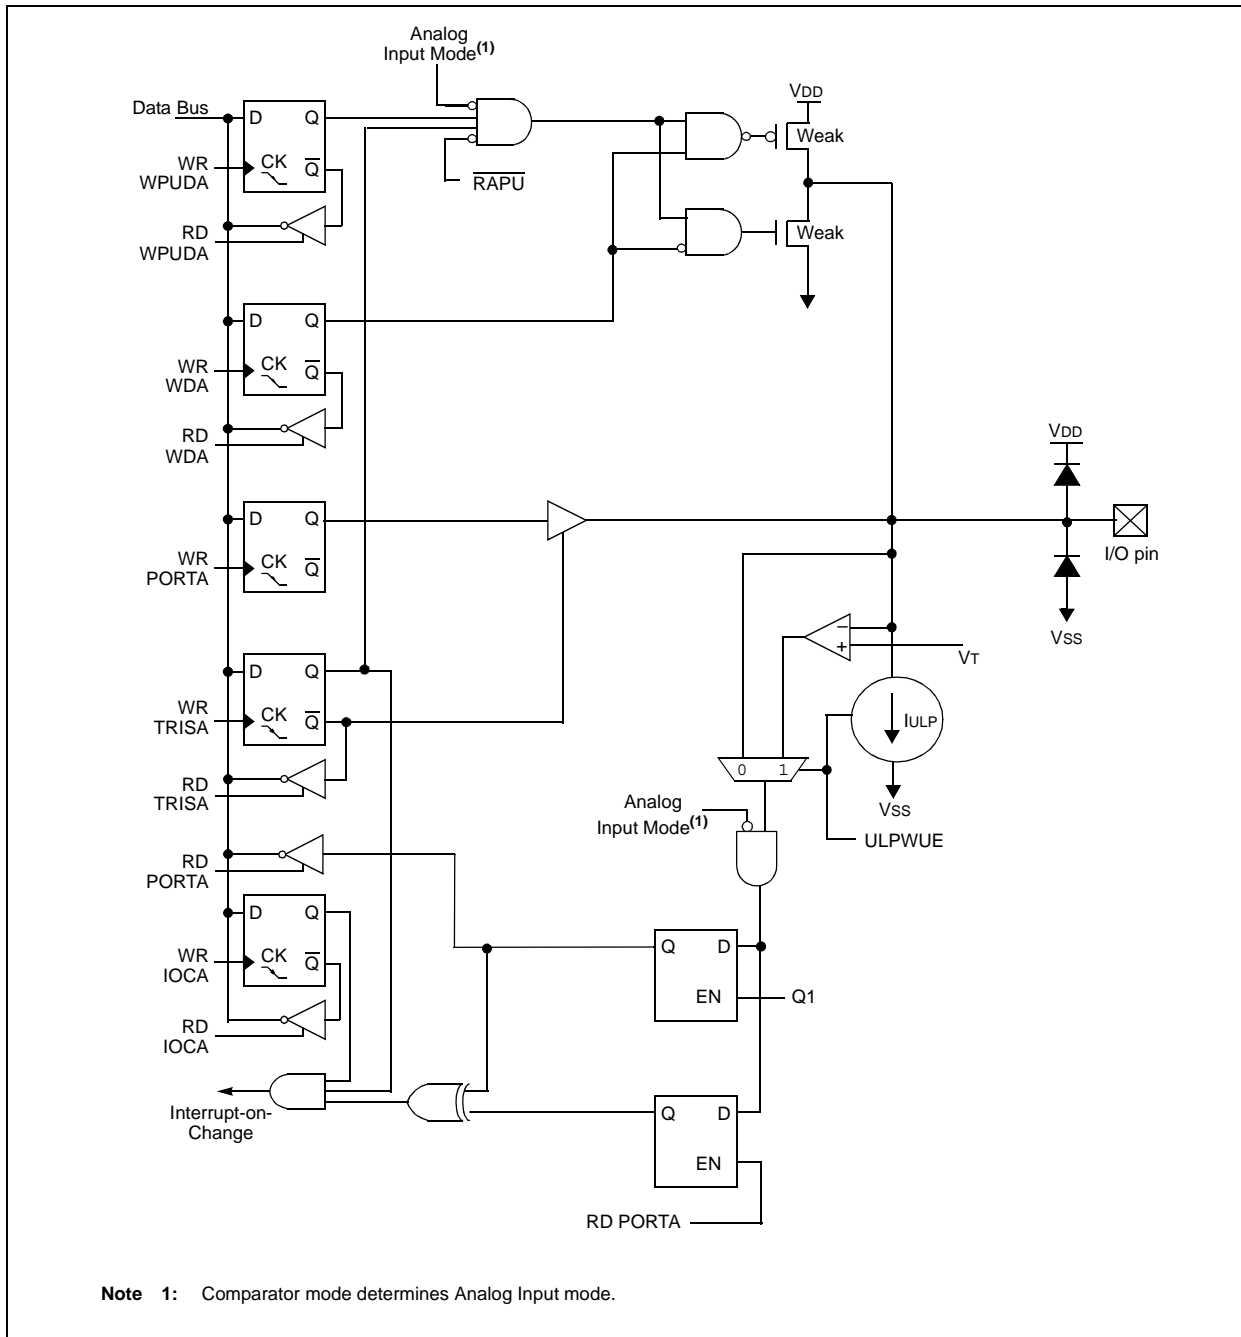 Analog
Input Mode(1)
VDD
Data Bus
D Q
Weak
WR
WPUDA
CK Q
RAPU
RD
WPUDA
Weak
D Q
WR
WDA
CK Q
RD
WDA
VDD
D Q
I/O pin
WR
PORTA
CK Q
VSS
−
+
VT
D Q
WR
TRISA
CK Q
IULP
0 1
RD
TRISA
VSS
Analog
Input Mode(1)
ULPWUE
RD
PORTA
D Q
Q D
WR
IOCA
CK Q
EN
Q1
RD
IOCA
Interrupt-on-
Change
Q D
EN
RD PORTA
Note 1: Comparator mode determines Analog Input mode.